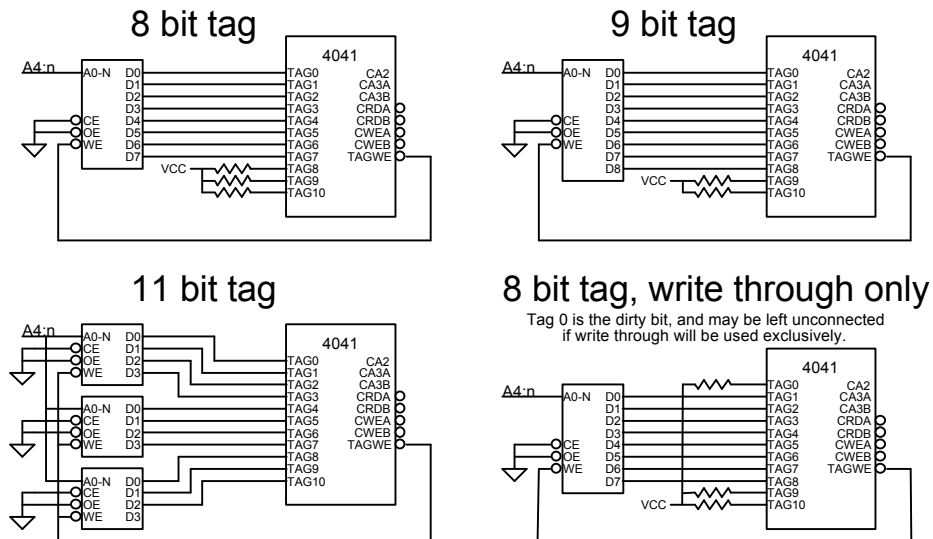 8 bit tag
A4:n
A0-N
D0
D1
D2
D3
D4
D5
D6
D7
CE
OE
WE
VCC
4041
TAG0
TAG1
TAG2
TAG3
TAG4
TAG5
TAG6
TAG7
TAG8
TAG9
TAG10
CA2
CA3A
CA3B
CRDA
CRDB
CWEA
CWEB
TAGWE
9 bit tag
A4:n
A0-N
D0
D1
D2
D3
D4
D5
D6
D7
D8
CE
OE
WE
VCC
4041
TAG0
TAG1
TAG2
TAG3
TAG4
TAG5
TAG6
TAG7
TAG8
TAG9
TAG10
CA2
CA3A
CA3B
CRDA
CRDB
CWEA
CWEB
TAGWE
11 bit tag
A4:n
A0-N
D0
D1
D2
D3
CE
OE
WE
A0-N
D0
D1
D2
D3
CE
OE
WE
A0-N
D0
D1
D2
D3
CE
OE
WE
4041
TAG0
TAG1
TAG2
TAG3
TAG4
TAG5
TAG6
TAG7
TAG8
TAG9
TAG10
CA2
CA3A
CA3B
CRDA
CRDB
CWEA
CWEB
TAGWE
8 bit tag, write through only
Tag 0 is the dirty bit, and may be left unconnected
if write through will be used exclusively.
A4:n
A0-N
D0
D1
D2
D3
D4
D5
D6
D7
CE
OE
WE
VCC
4041
TAG0
TAG1
TAG2
TAG3
TAG4
TAG5
TAG6
TAG7
TAG8
TAG9
TAG10
CA2
CA3A
CA3B
CRDA
CRDB
CWEA
CWEB
TAGWE